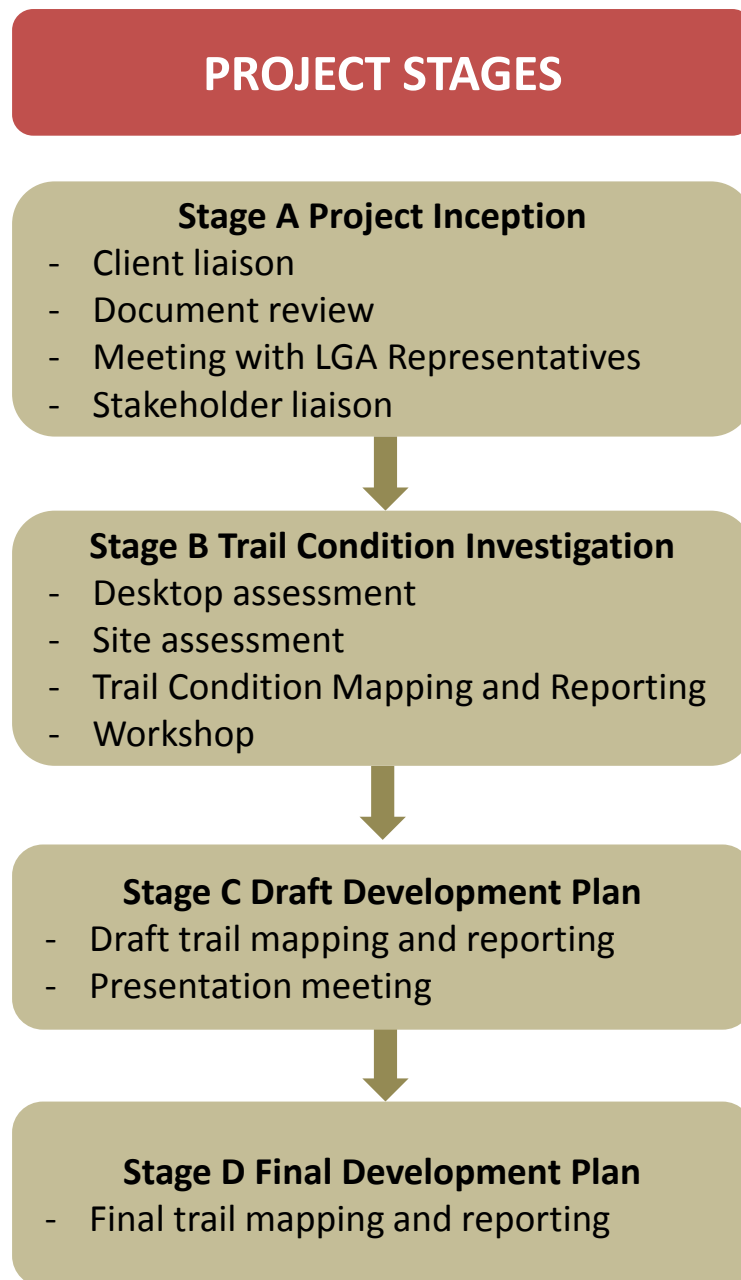 PROJECT STAGES
Stage A Project Inception
- Client liaison
- Document review
- Meeting with LGA Representatives
- Stakeholder liaison
Stage B Trail Condition Investigation
- Desktop assessment
- Site assessment
- Trail Condition Mapping and Reporting
- Workshop
Stage C Draft Development Plan
- Draft trail mapping and reporting
- Presentation meeting
Stage D Final Development Plan
- Final trail mapping and reporting